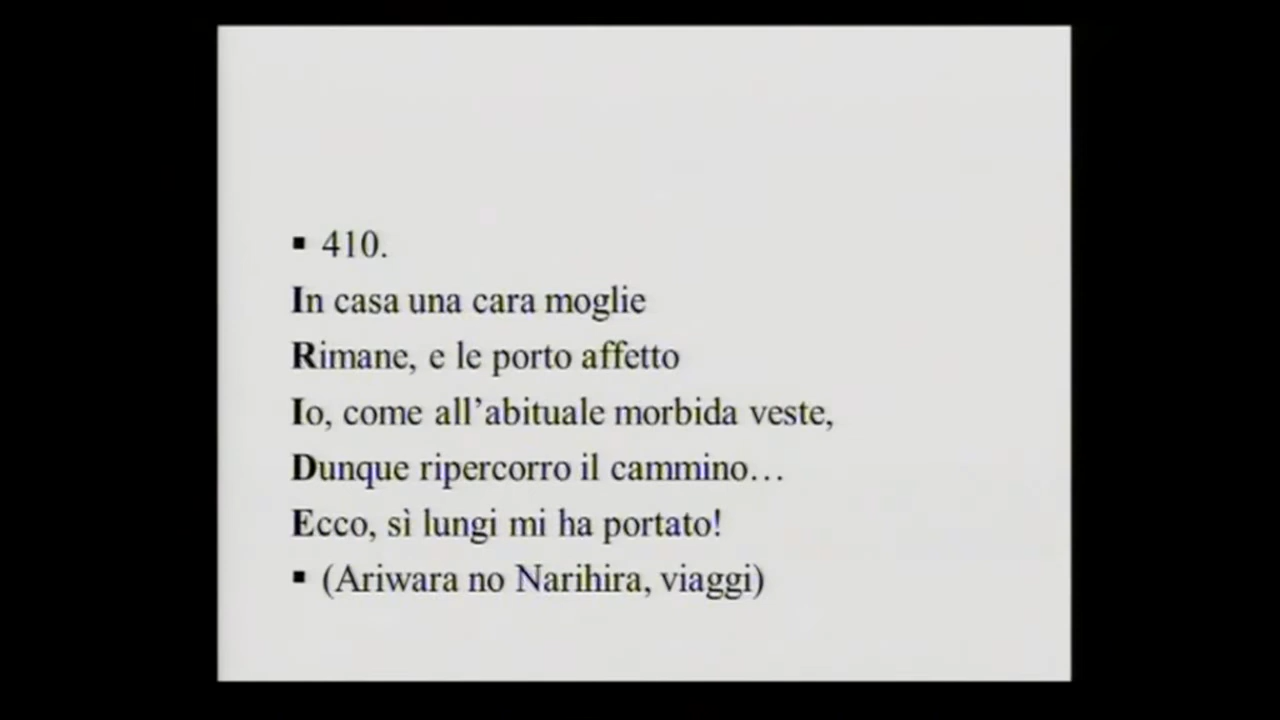 ▪ 410.
In casa una cara moglie
Rimane, e le porto affetto
Io, come all’abituale morbida veste,
Dunque ripercorro il cammino…
Ecco, sì lungi mi ha portato!
▪ (Ariwara no Narihira, viaggi)